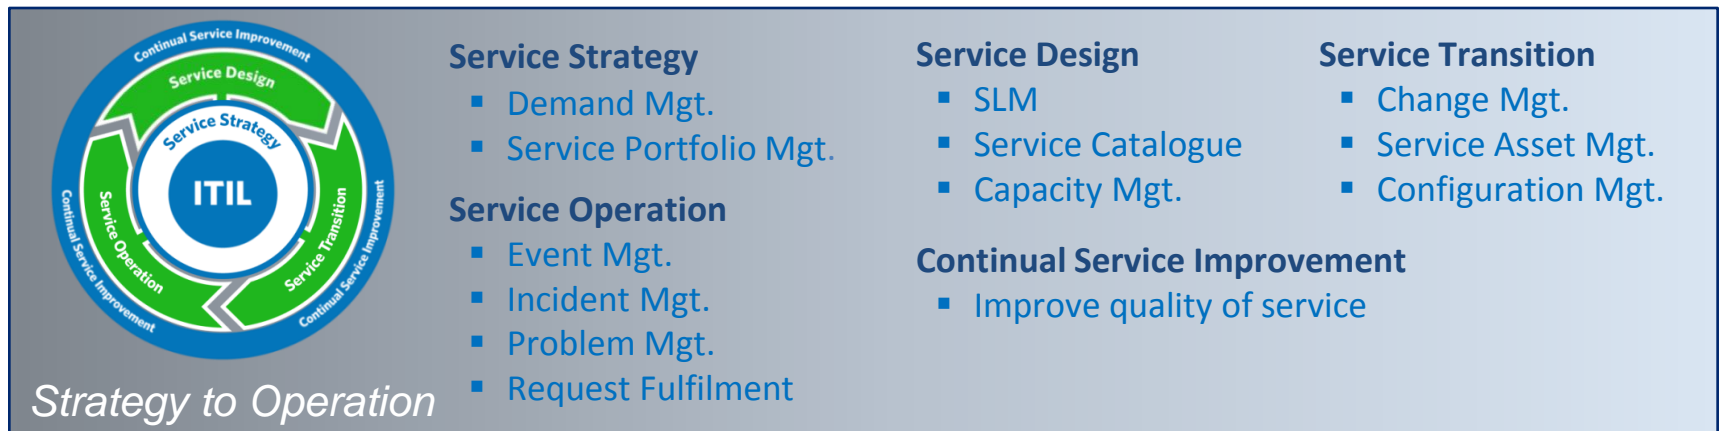 Continual Service Improvement
Service Design
Service Strategy
ITIL
Service Operation
Service Transition
Continual Service Improvement
Continual Service Improvement
Strategy to Operation
Service Strategy
▪ Demand Mgt.
▪ Service Portfolio Mgt.
Service Operation
▪ Event Mgt.
▪ Incident Mgt.
▪ Problem Mgt.
▪ Request Fulfilment
Service Design
▪ SLM
▪ Service Catalogue
▪ Capacity Mgt.
Service Transition
▪ Change Mgt.
▪ Service Asset Mgt.
▪ Configuration Mgt.
Continual Service Improvement
▪ Improve quality of service